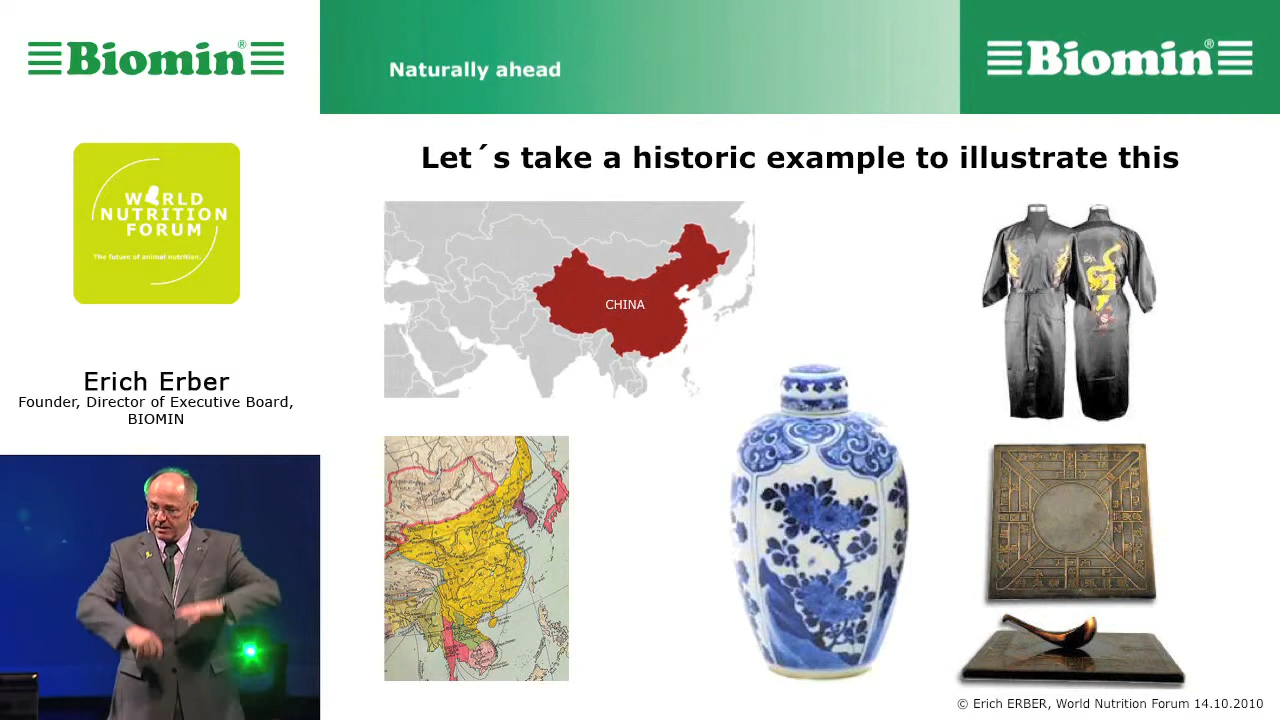 Biomin®
Naturally ahead
Biomin®
WORLD
NUTRITION
FORUM
The future of animal nutrition.
Erich Erber
Founder, Director of Executive Board,
BIOMIN
Let´s take a historic example to illustrate this
CHINA
© Erich ERBER, World Nutrition Forum 14.10.2010